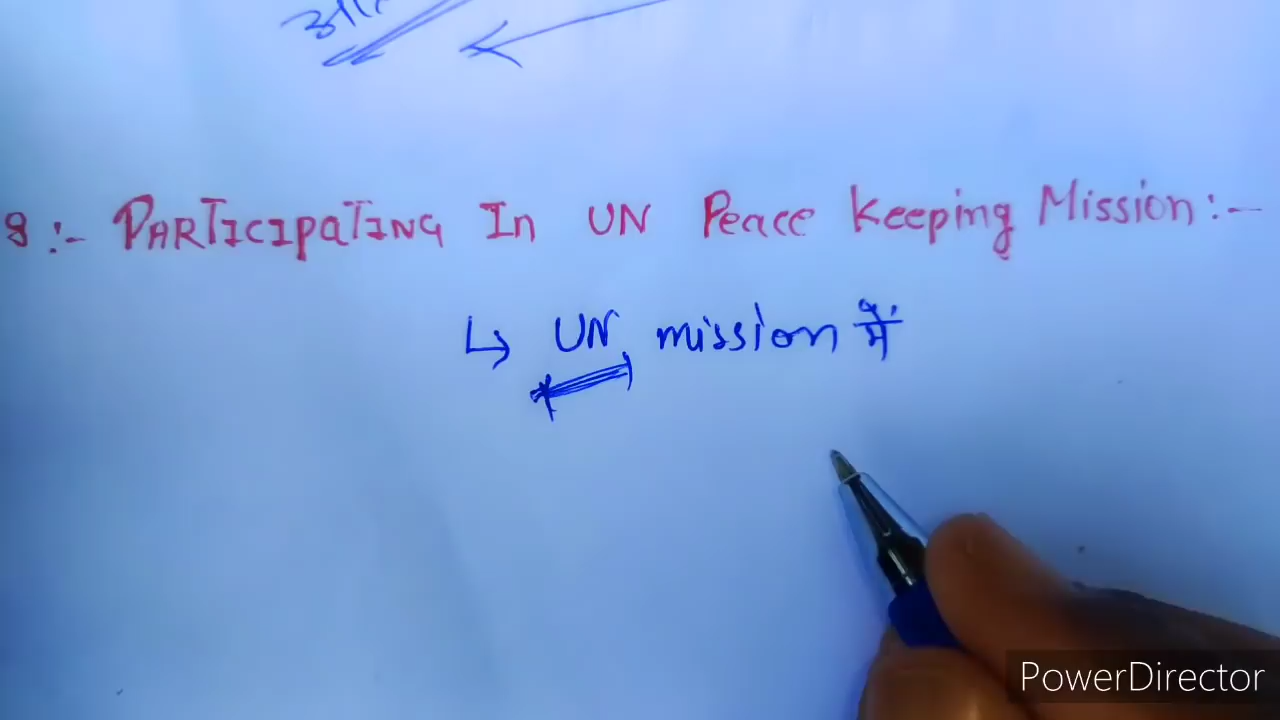 8:- PARTICIPATING In UN Peace Keeping Mission:-
↳ UN mission में
PowerDirector